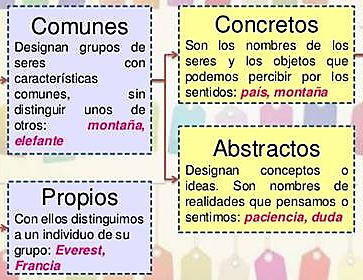 Comunes
Designan grupos de
seres con
características
comunes, sin
distinguir unos de
otros: montaña,
elefante
Propios
Con ellos distinguimos
a un individuo de su
grupo: Everest,
Francia
Concretos
Son los nombres de los
seres y los objetos que
podemos percibir por los
sentidos: país, montaña
Abstractos
Designan conceptos o
ideas. Son nombres de
realidades que pensamos o
sentimos: paciencia, duda